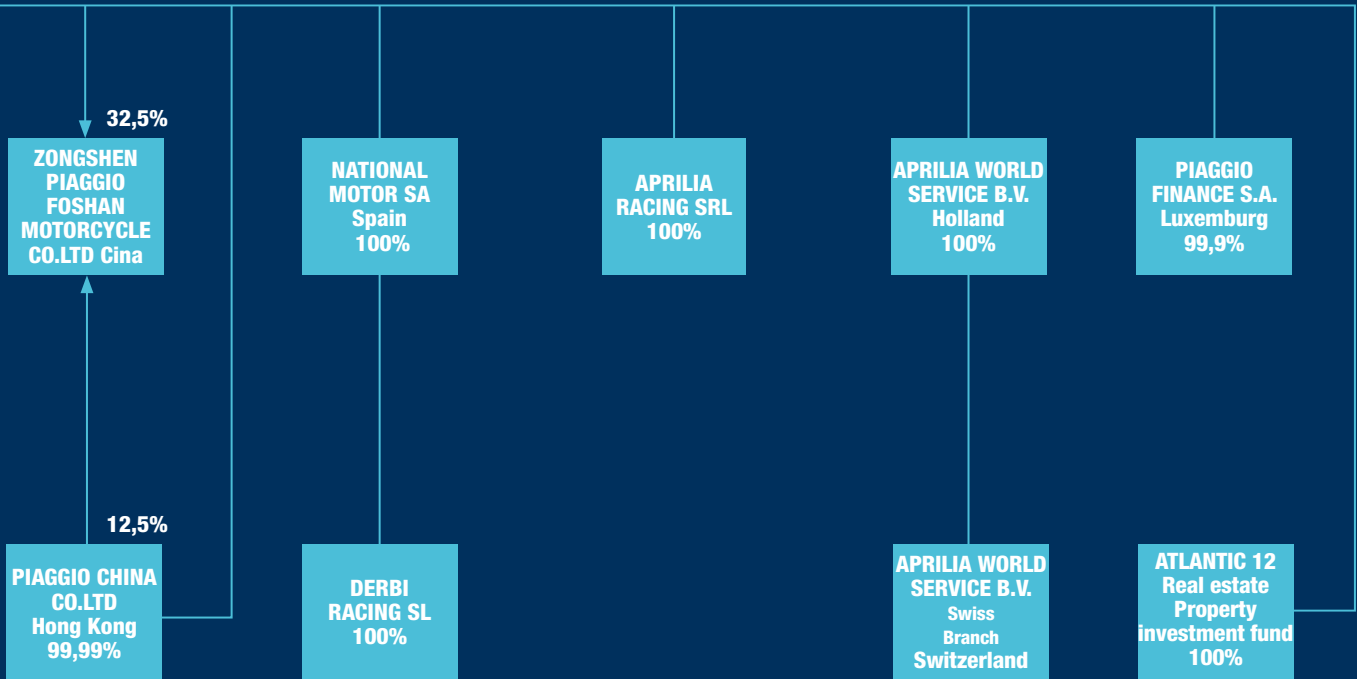 32,5%
ZONGSHEN
PIAGGIO
FOSHAN
MOTORCYCLE
CO.LTD Cina
NATIONAL
MOTOR SA
Spain
100%
APRILIA
RACING SRL
100%
APRILIA WORLD
SERVICE B.V.
Holland
100%
PIAGGIO
FINANCE S.A.
Luxemburg
99,9%
12,5%
PIAGGIO CHINA
CO.LTD
Hong Kong
99,99%
DERBI
RACING SL
100%
APRILIA WORLD
SERVICE B.V.
Swiss
Branch
Switzerland
ATLANTIC 12
Real estate
Property
investment fund
100%